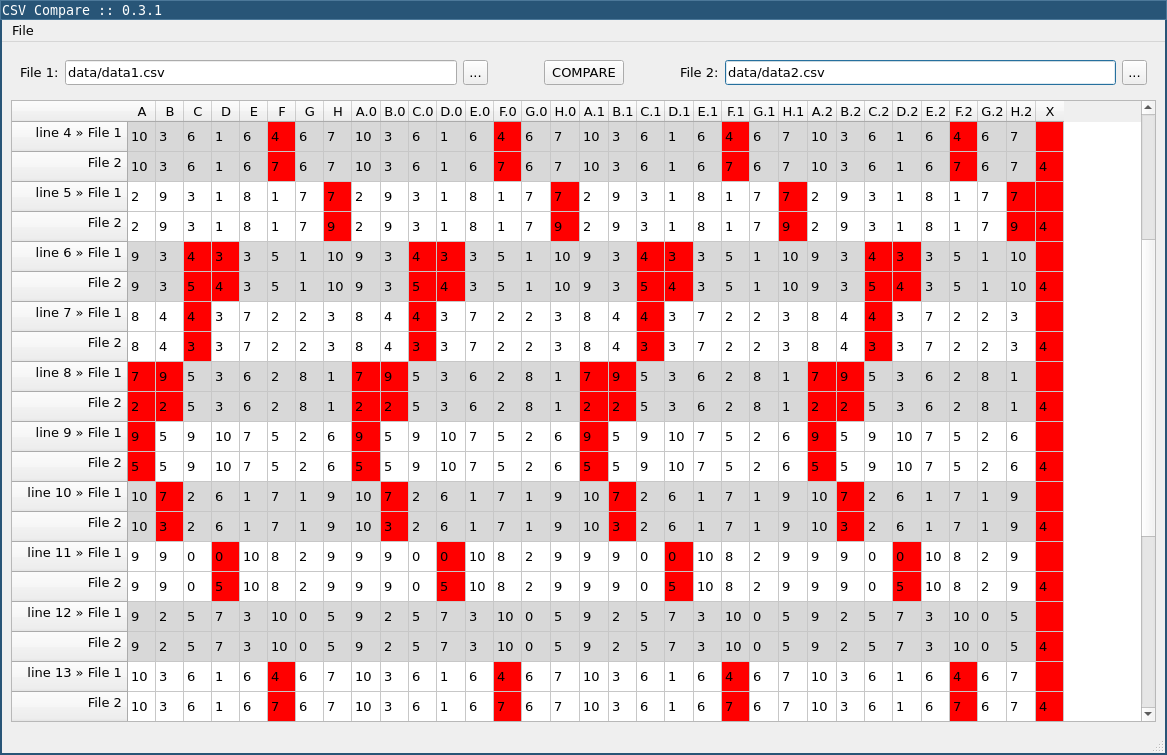 CSV Compare :: 0.3.1
File
File 1: data/data1.csv ... COMPARE File 2: data/data2.csv ...
A B C D E F G H A.0 B.0 C.0 D.0 E.0 F.0 G.0 H.0 A.1 B.1 C.1 D.1 E.1 F.1 G.1 H.1 A.2 B.2 C.2 D.2 E.2 F.2 G.2 H.2 X
line 4 » File 1 10 3 6 1 6 4 6 7 10 3 6 1 6 4 6 7 10 3 6 1 6 4 6 7 10 3 6 1 6 4 6 7
File 2 10 3 6 1 6 7 6 7 10 3 6 1 6 7 6 7 10 3 6 1 6 7 6 7 10 3 6 1 6 7 6 7 4
line 5 » File 1 2 9 3 1 8 1 7 7 2 9 3 1 8 1 7 7 2 9 3 1 8 1 7 7 2 9 3 1 8 1 7 7
File 2 2 9 3 1 8 1 7 9 2 9 3 1 8 1 7 9 2 9 3 1 8 1 7 9 2 9 3 1 8 1 7 9 4
line 6 » File 1 9 3 4 3 3 5 1 10 9 3 4 3 3 5 1 10 9 3 4 3 3 5 1 10 9 3 4 3 3 5 1 10
File 2 9 3 5 4 3 5 1 10 9 3 5 4 3 5 1 10 9 3 5 4 3 5 1 10 9 3 5 4 3 5 1 10 4
line 7 » File 1 8 4 4 3 7 2 2 3 8 4 4 3 7 2 2 3 8 4 4 3 7 2 2 3 8 4 4 3 7 2 2 3
File 2 8 4 3 3 7 2 2 3 8 4 3 3 7 2 2 3 8 4 3 3 7 2 2 3 8 4 3 3 7 2 2 3 4
line 8 » File 1 7 9 5 3 6 2 8 1 7 9 5 3 6 2 8 1 7 9 5 3 6 2 8 1 7 9 5 3 6 2 8 1
File 2 2 2 5 3 6 2 8 1 2 2 5 3 6 2 8 1 2 2 5 3 6 2 8 1 2 2 5 3 6 2 8 1 4
line 9 » File 1 9 5 9 10 7 5 2 6 9 5 9 10 7 5 2 6 9 5 9 10 7 5 2 6 9 5 9 10 7 5 2 6
File 2 5 5 9 10 7 5 2 6 5 5 9 10 7 5 2 6 5 5 9 10 7 5 2 6 5 5 9 10 7 5 2 6 4
line 10 » File 1 10 7 2 6 1 7 1 9 10 7 2 6 1 7 1 9 10 7 2 6 1 7 1 9 10 7 2 6 1 7 1 9
File 2 10 3 2 6 1 7 1 9 10 3 2 6 1 7 1 9 10 3 2 6 1 7 1 9 10 3 2 6 1 7 1 9 4
line 11 » File 1 9 9 0 0 10 8 2 9 9 9 0 0 10 8 2 9 9 9 0 0 10 8 2 9 9 9 0 0 10 8 2 9
File 2 9 9 0 5 10 8 2 9 9 9 0 5 10 8 2 9 9 9 0 5 10 8 2 9 9 9 0 5 10 8 2 9 4
line 12 » File 1 9 2 5 7 3 10 0 5 9 2 5 7 3 10 0 5 9 2 5 7 3 10 0 5 9 2 5 7 3 10 0 5
File 2 9 2 5 7 3 10 0 5 9 2 5 7 3 10 0 5 9 2 5 7 3 10 0 5 9 2 5 7 3 10 0 5 4
line 13 » File 1 10 3 6 1 6 4 6 7 10 3 6 1 6 4 6 7 10 3 6 1 6 4 6 7 10 3 6 1 6 4 6 7
File 2 10 3 6 1 6 7 6 7 10 3 6 1 6 7 6 7 10 3 6 1 6 7 6 7 10 3 6 1 6 7 6 7 4